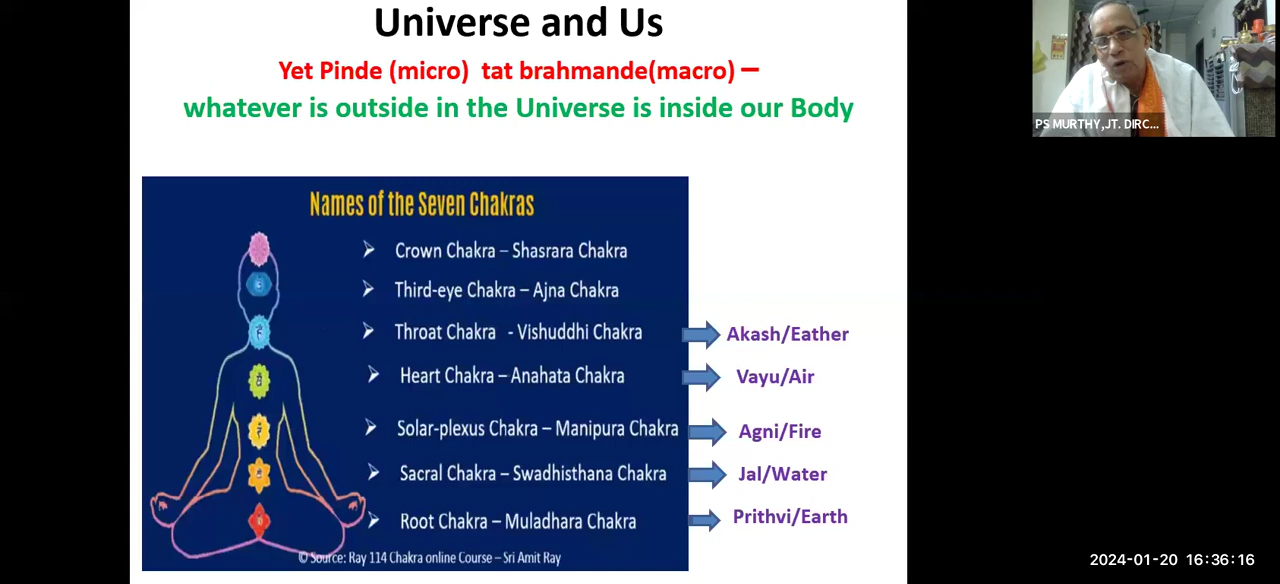 Universe and Us
Yet Pinde (micro) tat brahmande(macro) –
whatever is outside in the Universe is inside our Body
PS MURTHY,JT. DIRC...
Names of the Seven Chakras
Crown Chakra – Shasrara Chakra
Third-eye Chakra – Ajna Chakra
Throat Chakra - Vishuddhi Chakra
Akash/Eather
Heart Chakra – Anahata Chakra
Vayu/Air
Solar-plexus Chakra – Manipura Chakra
Agni/Fire
Sacral Chakra – Swadhisthana Chakra
Jal/Water
Root Chakra – Muladhara Chakra
Prithvi/Earth
© Source: Ray 114 Chakra online Course – Sri Amit Ray
2024-01-20 16:36:16